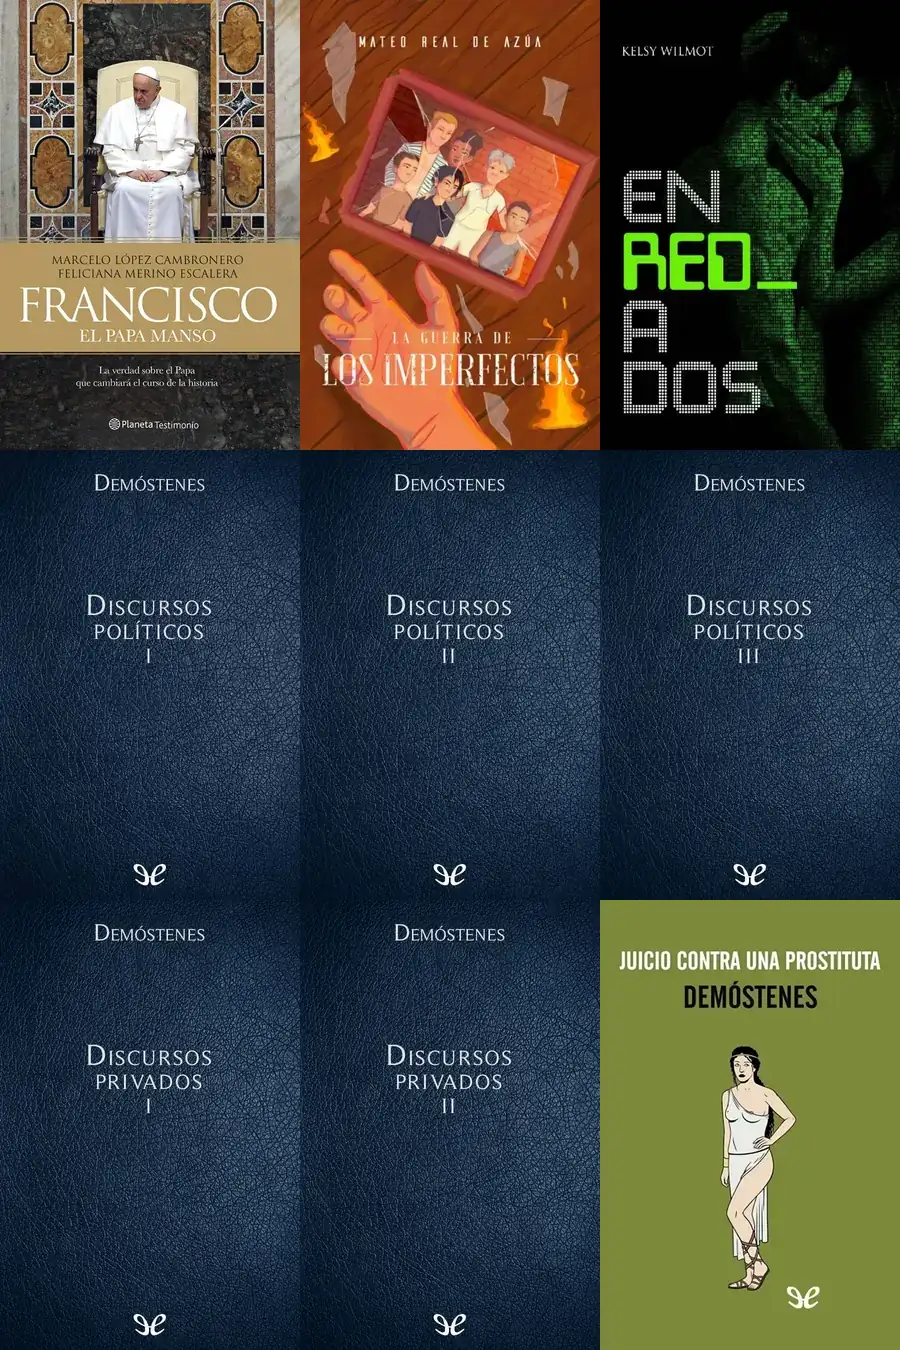 MARCELO LÓPEZ CAMBRONERO
FELICIANA MERINO ESCALERA
FRANCISCO
EL PAPA MANSO
La verdad sobre el Papa
que cambiará el curso de la historia
Planeta Testimonio
MATEO REAL DE AZÚA
LA GUERRA DE
LOS IMPERFECTOS
KELSY WILMOT
EN
RED_
A
DOS
DEMÓSTENES
DISCURSOS
POLÍTICOS
I
DEMÓSTENES
DISCURSOS
POLÍTICOS
II
DEMÓSTENES
DISCURSOS
POLÍTICOS
III
DEMÓSTENES
DISCURSOS
PRIVADOS
I
DEMÓSTENES
DISCURSOS
PRIVADOS
II
JUICIO CONTRA UNA PROSTITUTA
DEMÓSTENES